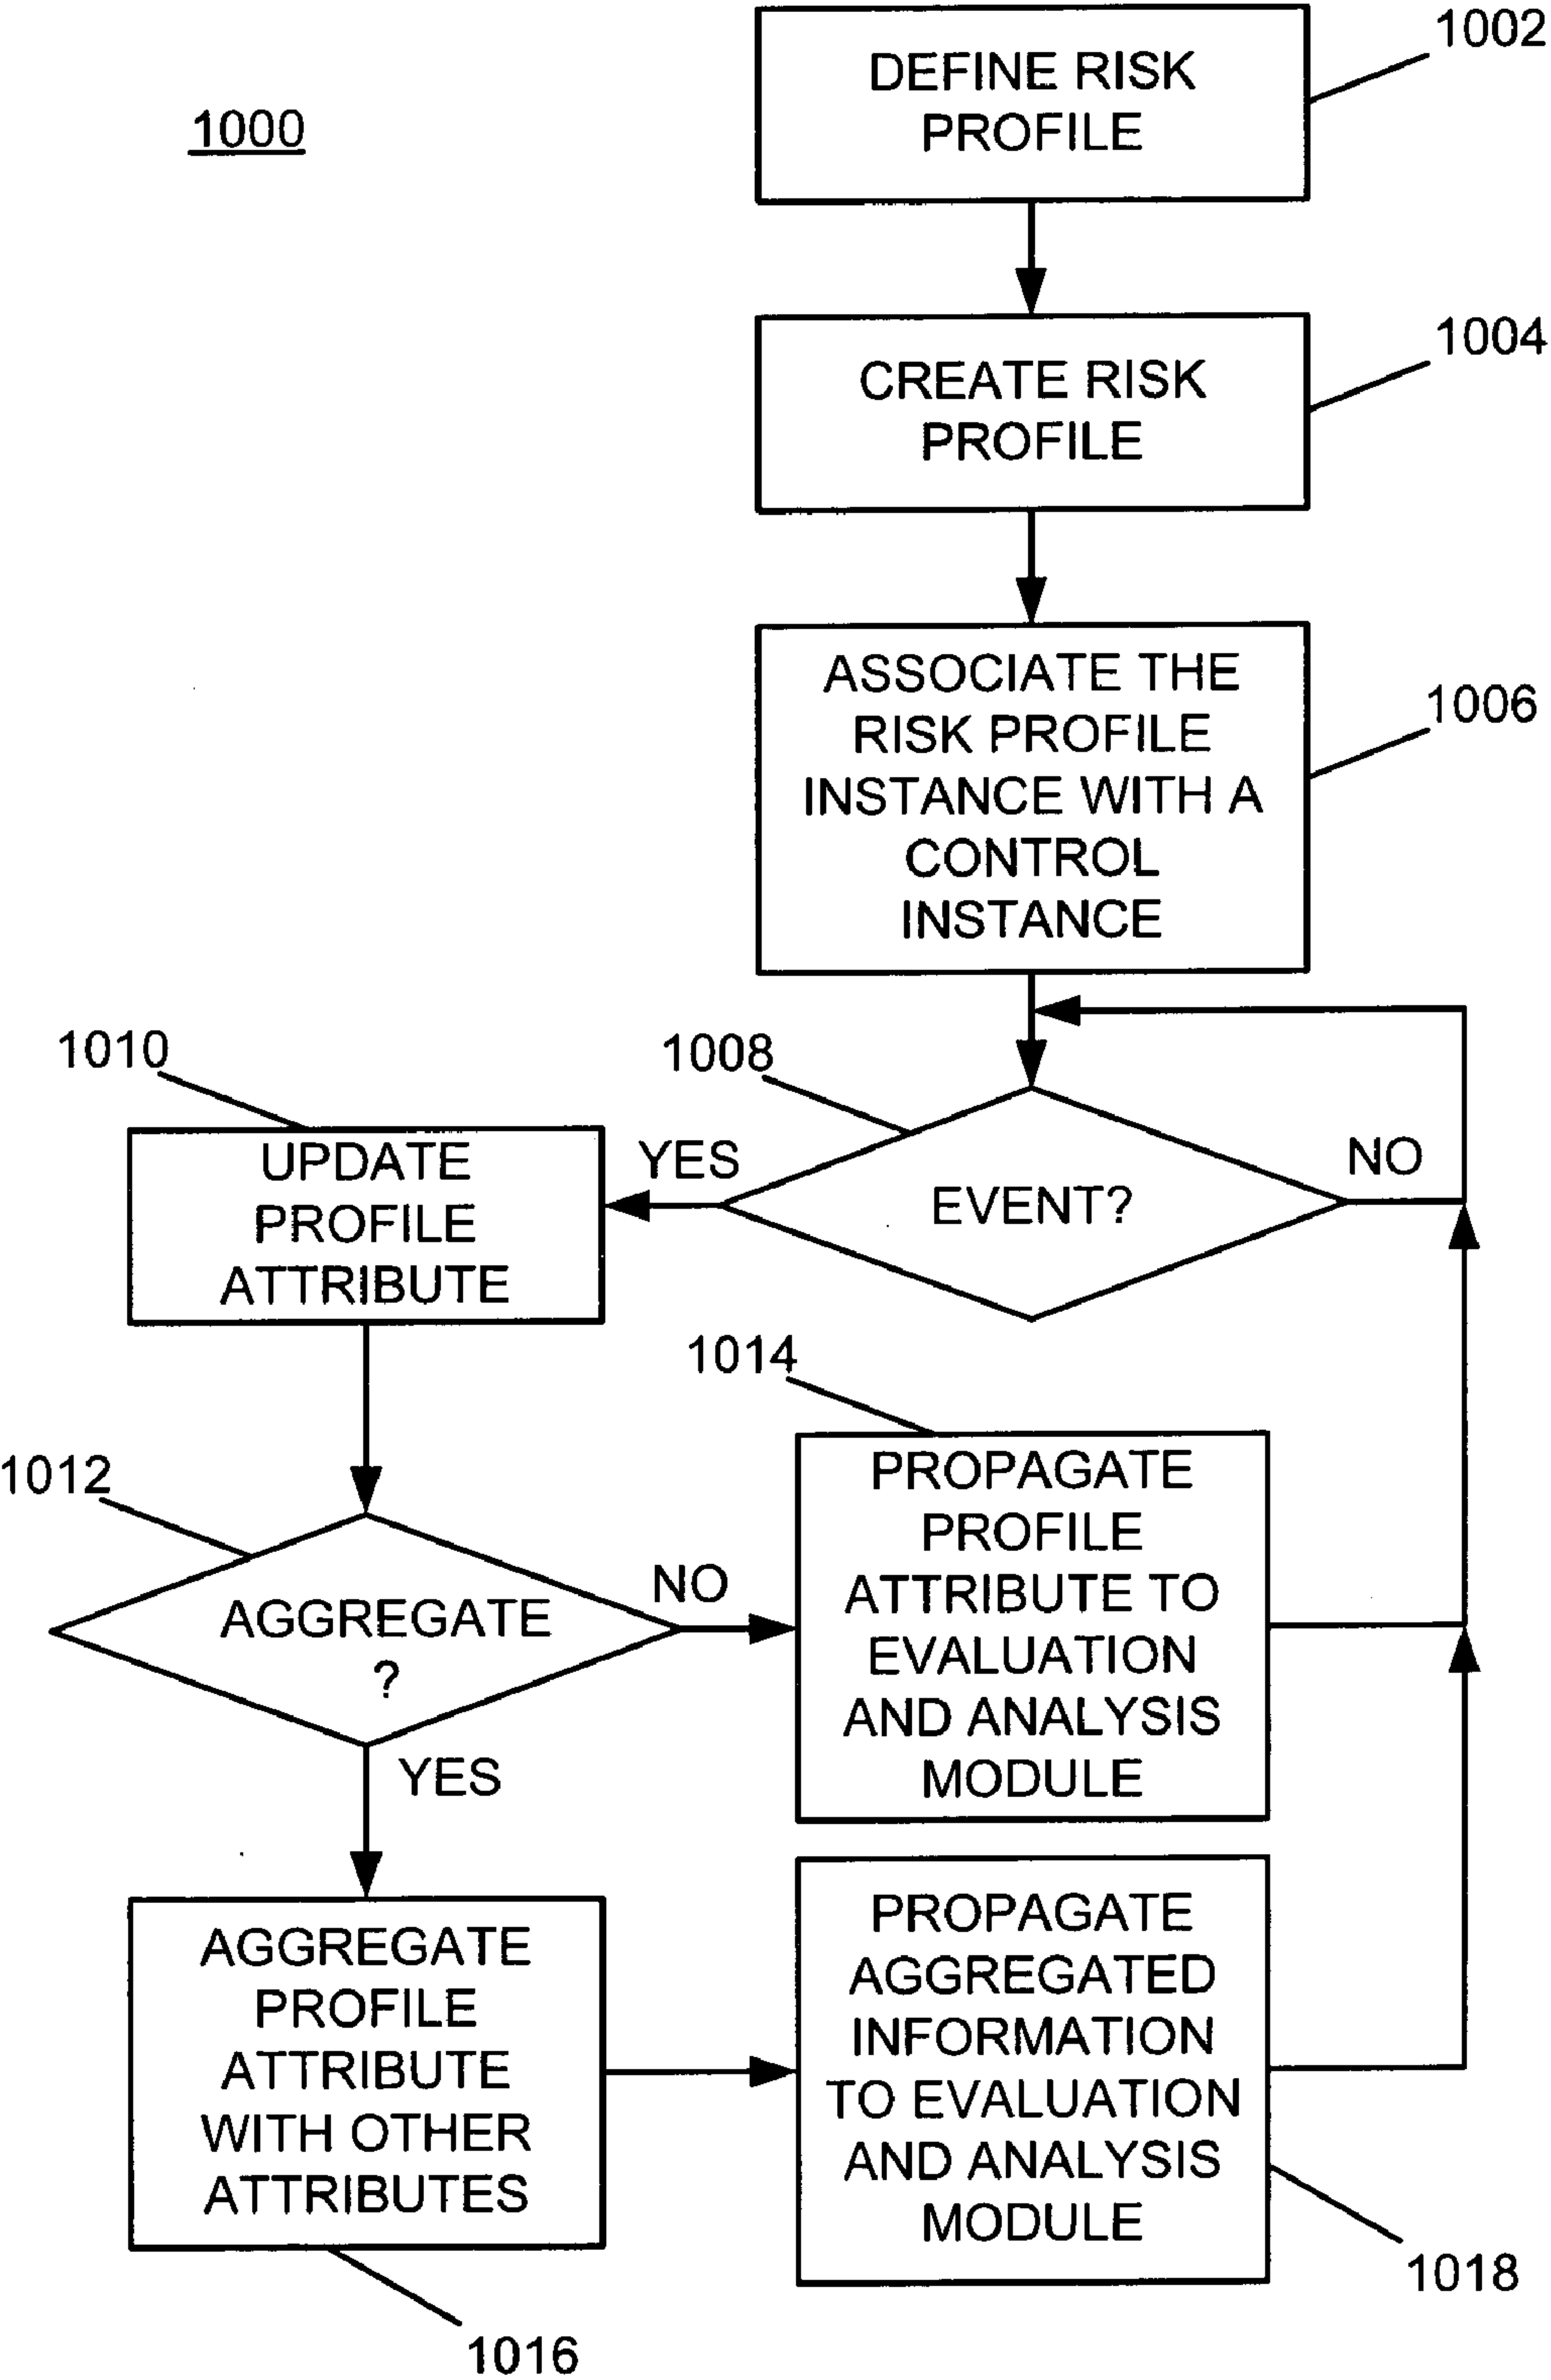 1002
DEFINE RISK
PROFILE
1000
1004
CREATE RISK
PROFILE
1006
ASSOCIATE THE
RISK PROFILE
INSTANCE WITH A
CONTROL
INSTANCE
1008
EVENT?
YES
NO
1010
UPDATE
PROFILE
ATTRIBUTE
1012
AGGREGATE
?
NO
YES
1014
PROPAGATE
PROFILE
ATTRIBUTE TO
EVALUATION
AND ANALYSIS
MODULE
AGGREGATE
PROFILE
ATTRIBUTE
WITH OTHER
ATTRIBUTES
1016
PROPAGATE
AGGREGATED
INFORMATION
TO EVALUATION
AND ANALYSIS
MODULE
1018